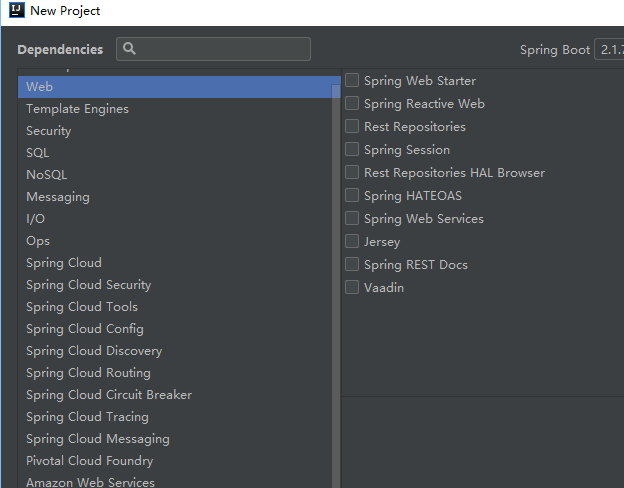 IJ New Project
Dependencies
Spring Boot 2.1.7
Web
Template Engines
Security
SQL
NoSQL
Messaging
I/O
Ops
Spring Cloud
Spring Cloud Security
Spring Cloud Tools
Spring Cloud Config
Spring Cloud Discovery
Spring Cloud Routing
Spring Cloud Circuit Breaker
Spring Cloud Tracing
Spring Cloud Messaging
Pivotal Cloud Foundry
Amazon Web Services
Spring Web Starter
Spring Reactive Web
Rest Repositories
Spring Session
Rest Repositories HAL Browser
Spring HATEOAS
Spring Web Services
Jersey
Spring REST Docs
Vaadin